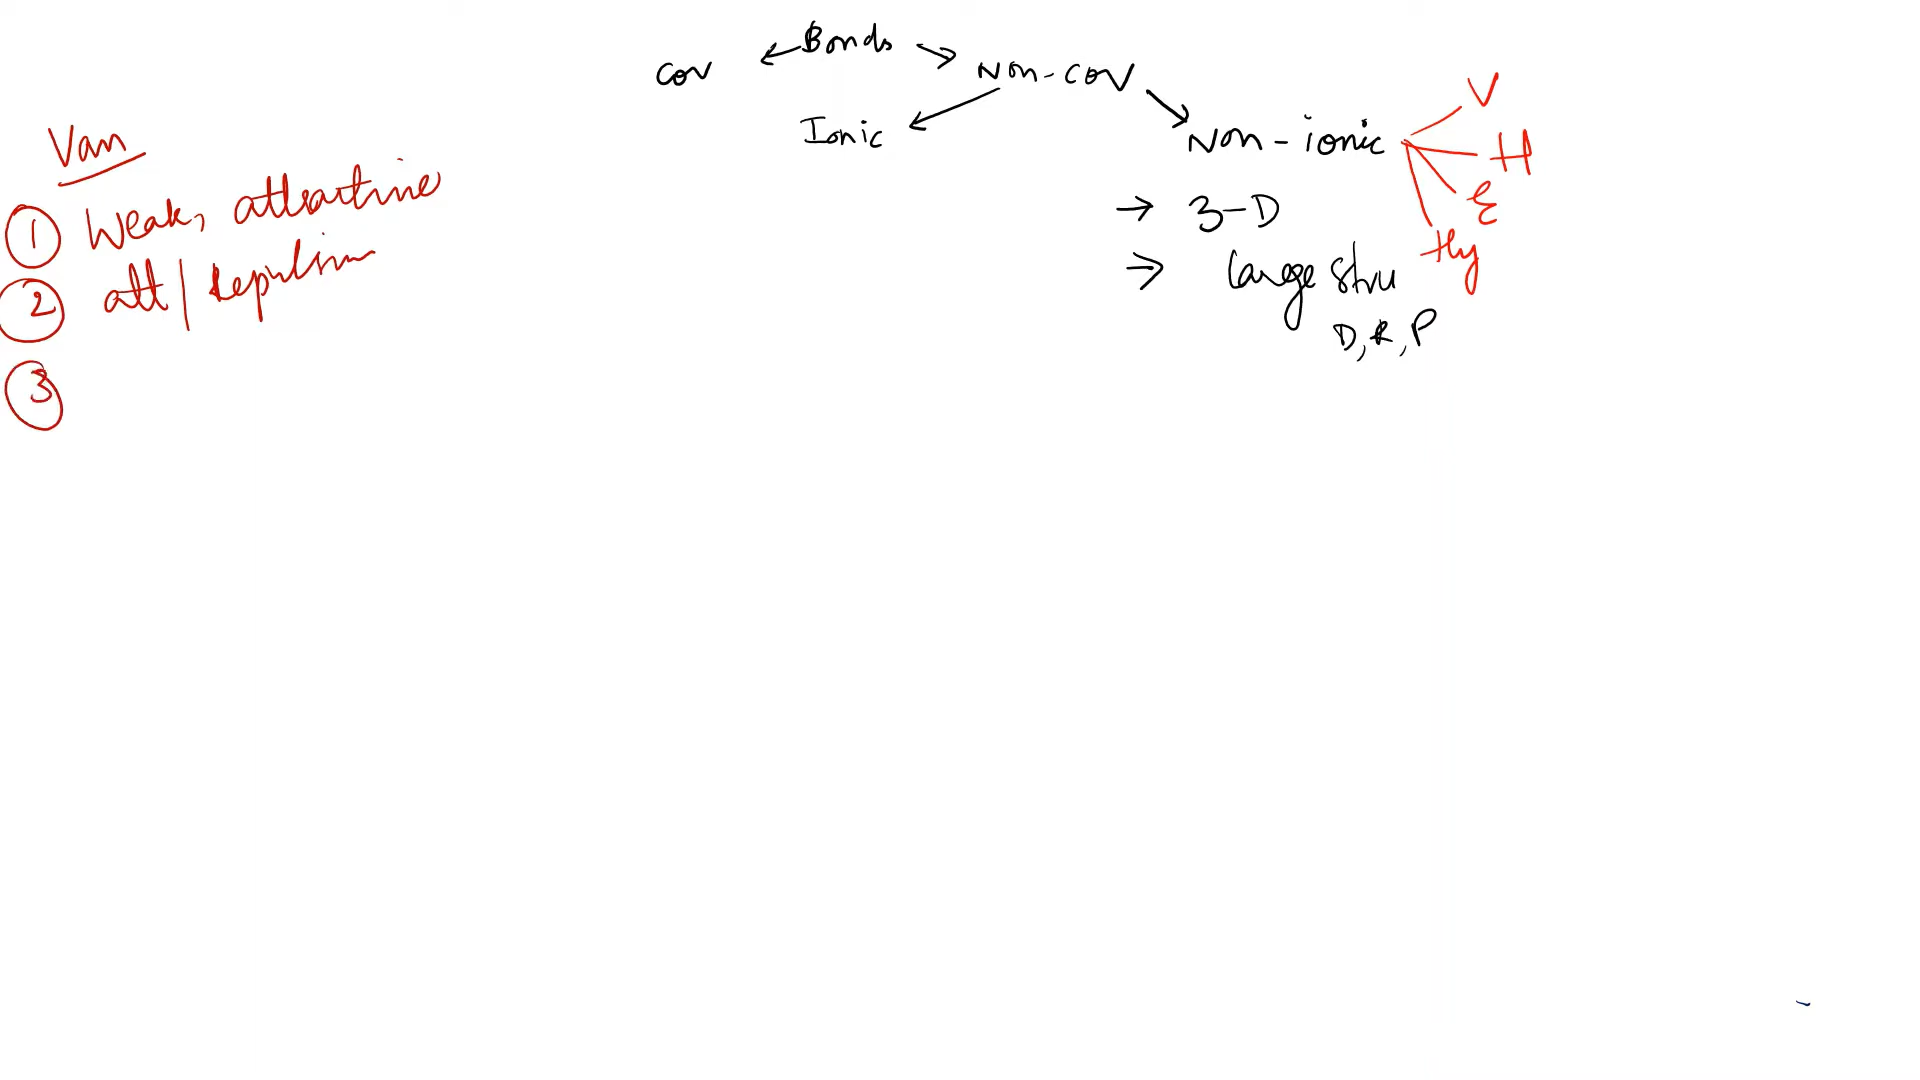 Bonds
Cov
Non-cov
Ionic
Non-ionic
V
H
E
Hy
→ 3-D
→ Large stru
D, R, P
Van
① Weak, attractive
② att / repulsion
③